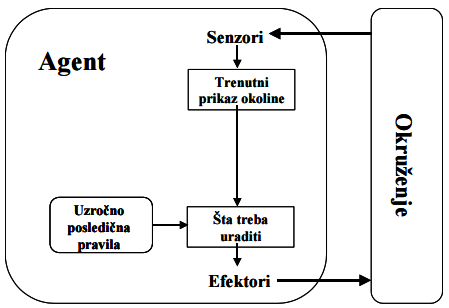 Senzori
Agent
Trenutni
prikaz okoline
Okruženje
Uzročno
posledična
pravila
Šta treba
uraditi
Efektori